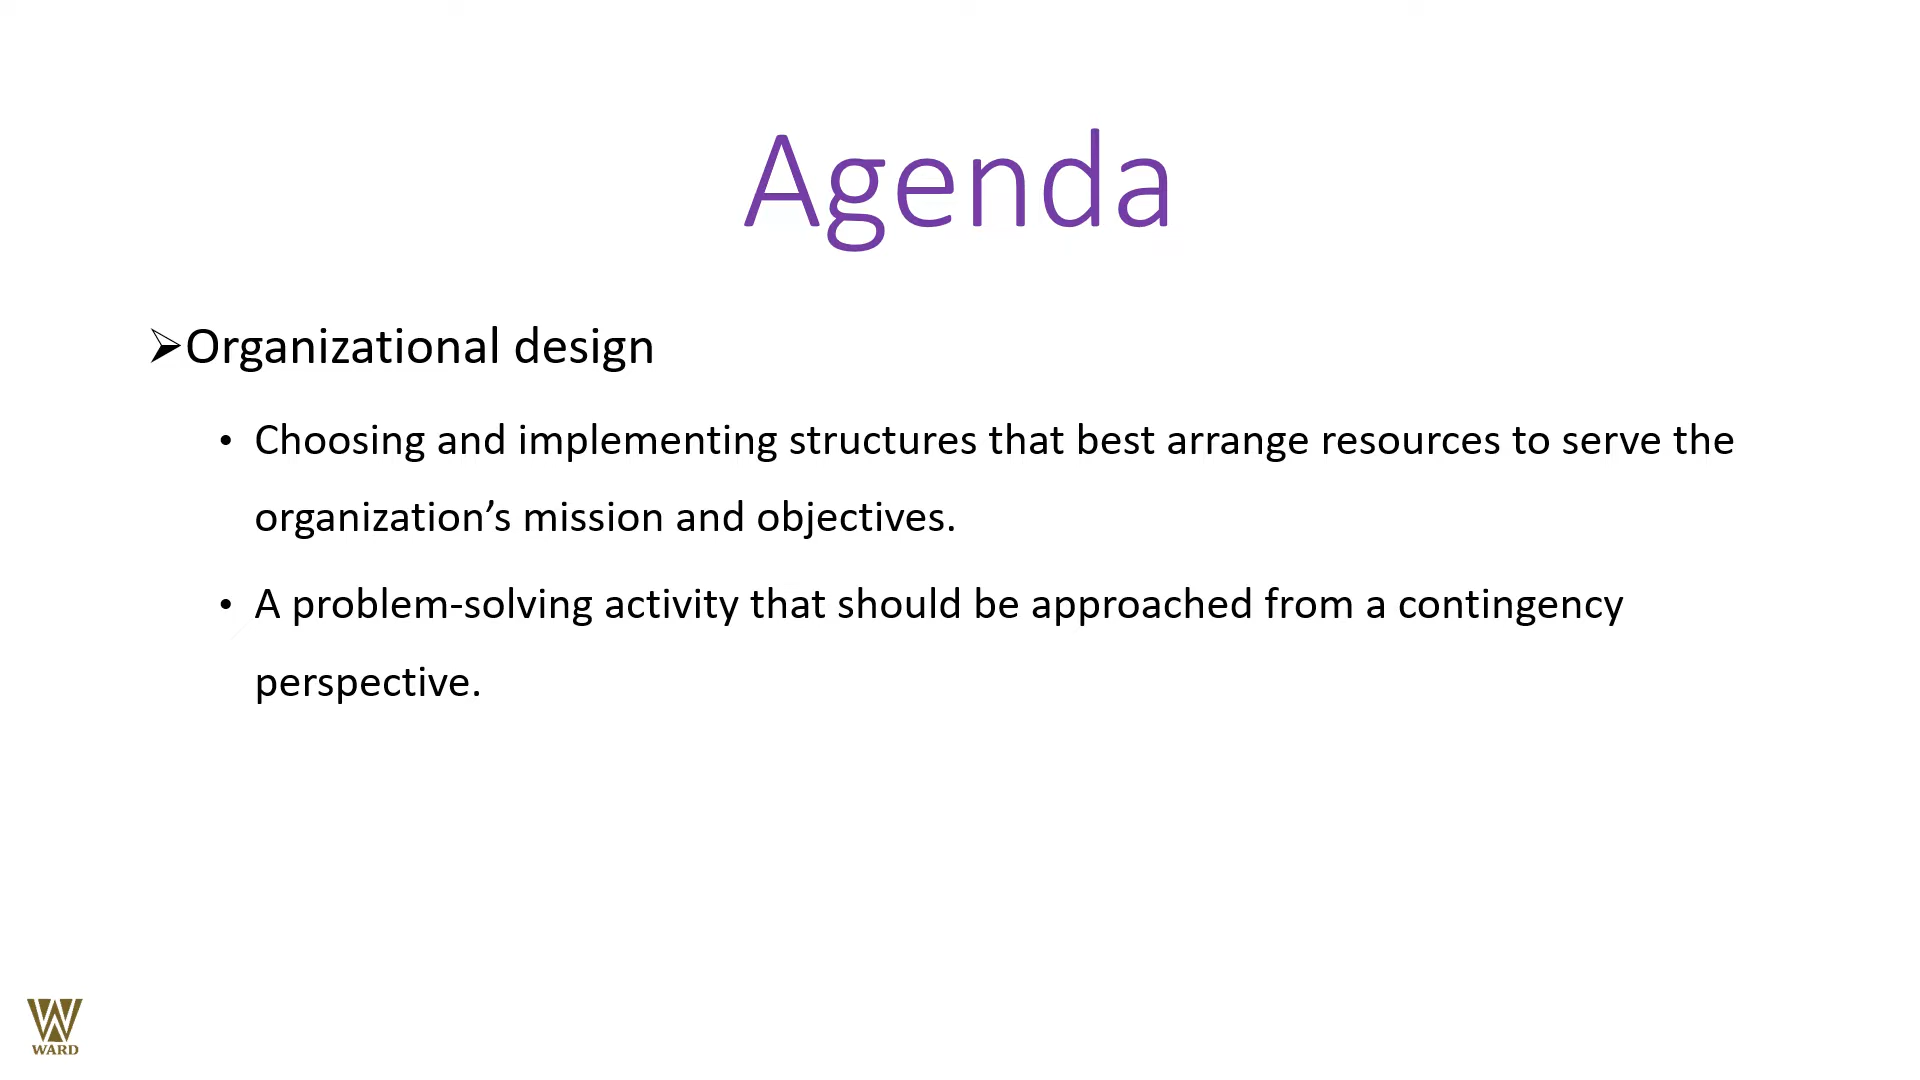 Agenda
➢Organizational design
• Choosing and implementing structures that best arrange resources to serve the
organization’s mission and objectives.
• A problem-solving activity that should be approached from a contingency
perspective.
WARD